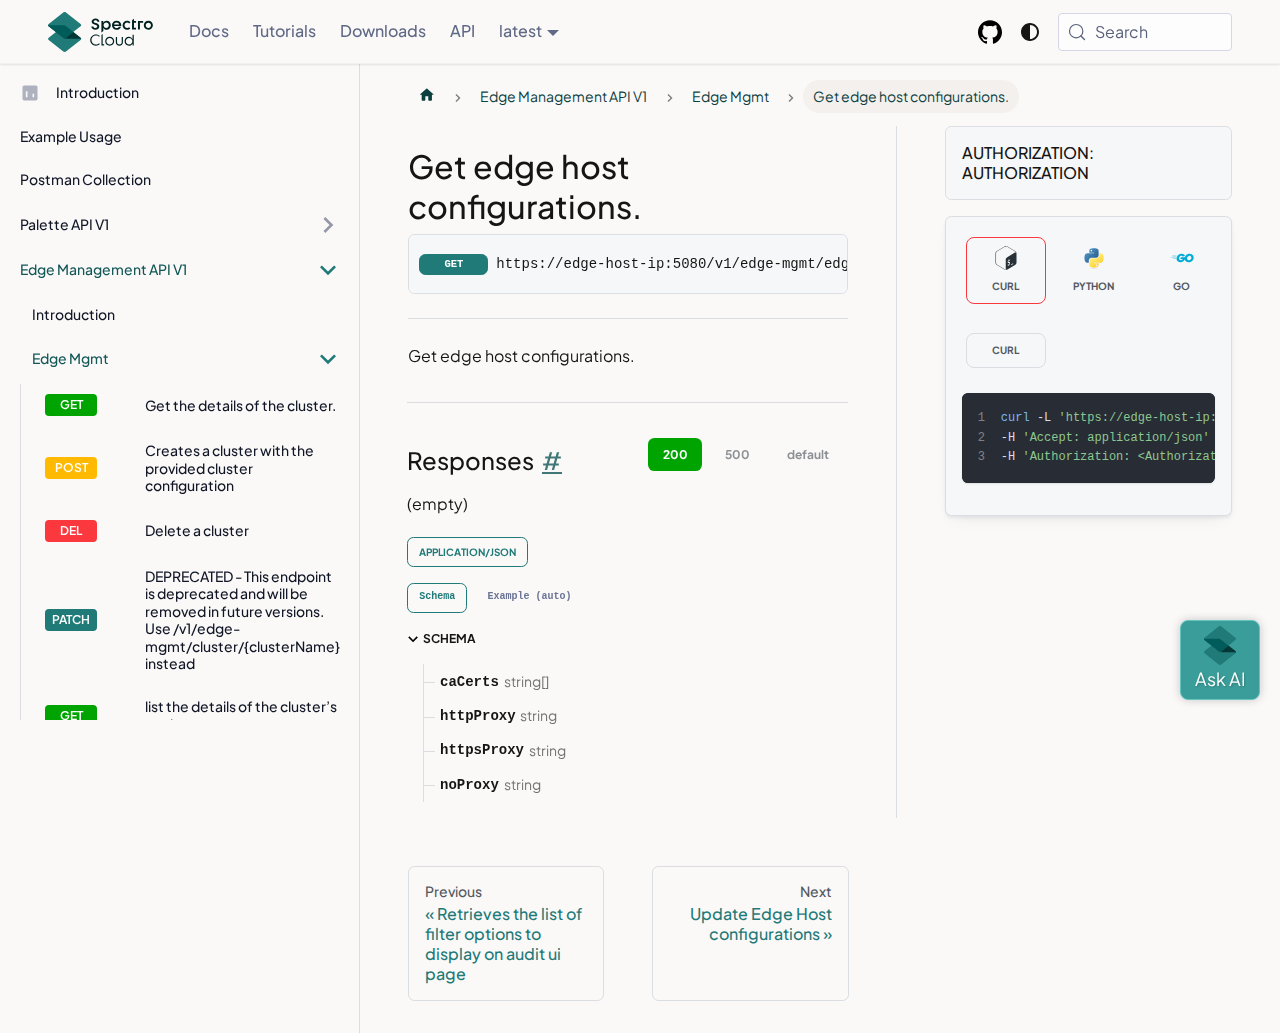 Spectro
Cloud
Docs
Tutorials
Downloads
API
latest
Search
Introduction
Example Usage
Postman Collection
Palette API V1
Edge Management API V1
Introduction
Edge Mgmt
GET
Get the details of the cluster.
POST
Creates a cluster with the
provided cluster
configuration
DEL
Delete a cluster
PATCH
DEPRECATED - This endpoint
is deprecated and will be
removed in future versions.
Use /v1/edge-
mgmt/cluster/{clusterName}
instead
GET
list the details of the cluster's
Edge Management API V1
Edge Mgmt
Get edge host configurations.
Get edge host
configurations.
GET
https://edge-host-ip:5080/v1/edge-mgmt/edg
Get edge host configurations.
Responses #
200
500
default
(empty)
APPLICATION/JSON
Schema
Example (auto)
SCHEMA
caCerts string[]
httpProxy string
httpsProxy string
noProxy string
Previous
« Retrieves the list of
filter options to
display on audit ui
page
Next
Update Edge Host
configurations »
AUTHORIZATION:
AUTHORIZATION
CURL
PYTHON
GO
CURL
1 curl -L 'https://edge-host-ip:
2 -H 'Accept: application/json'
3 -H 'Authorization: <Authorizat
Ask AI